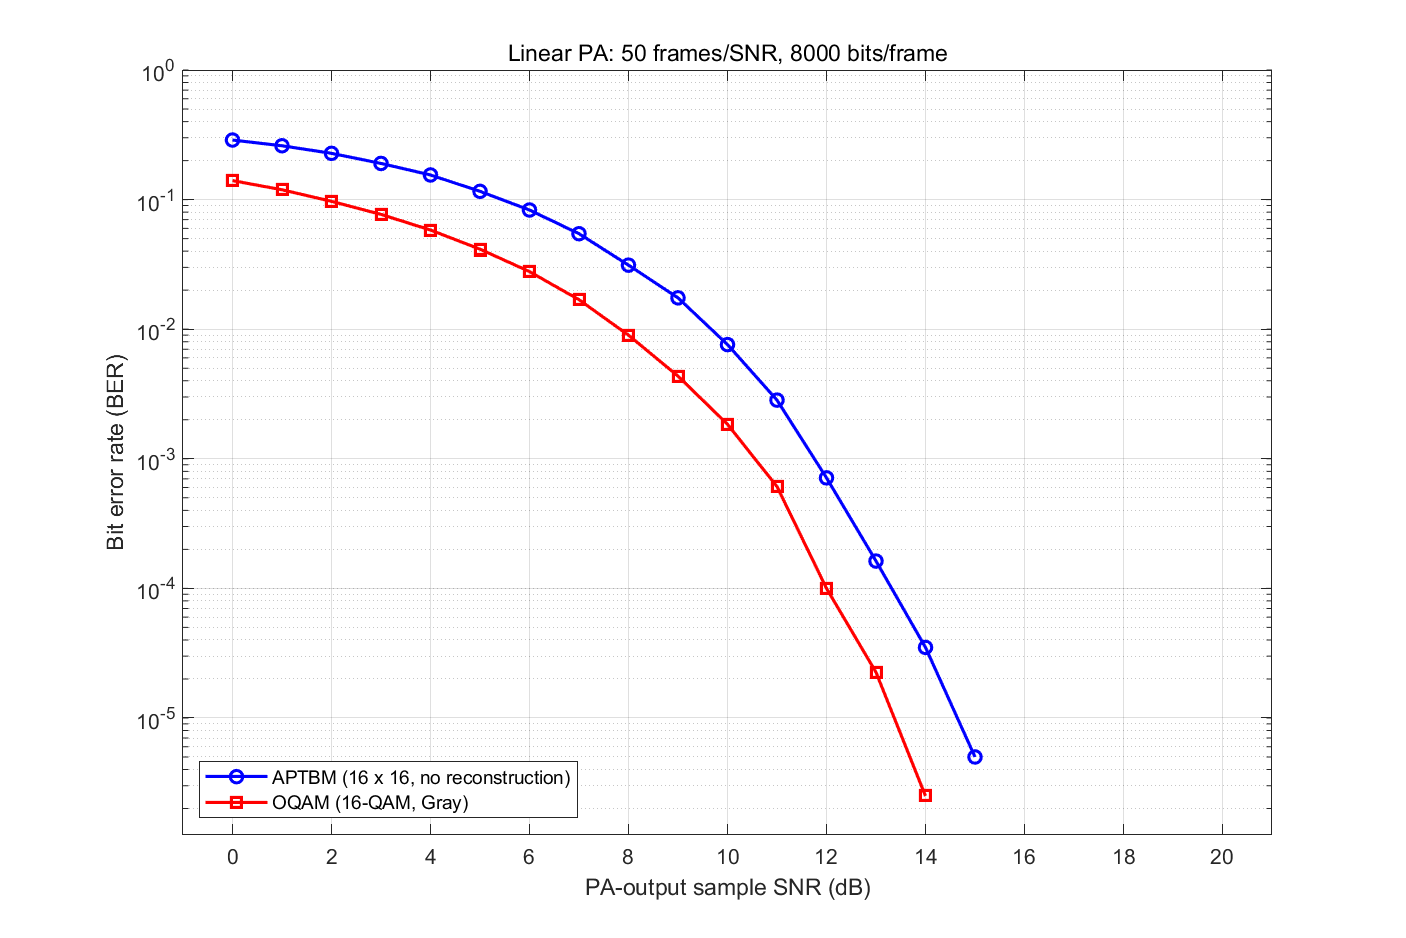 Linear PA: 50 frames/SNR, 8000 bits/frame
10^0
10^-1
10^-2
10^-3
10^-4
10^-5
Bit error rate (BER)
APTBM (16 x 16, no reconstruction)
OQAM (16-QAM, Gray)
0 2 4 6 8 10 12 14 16 18 20
PA-output sample SNR (dB)